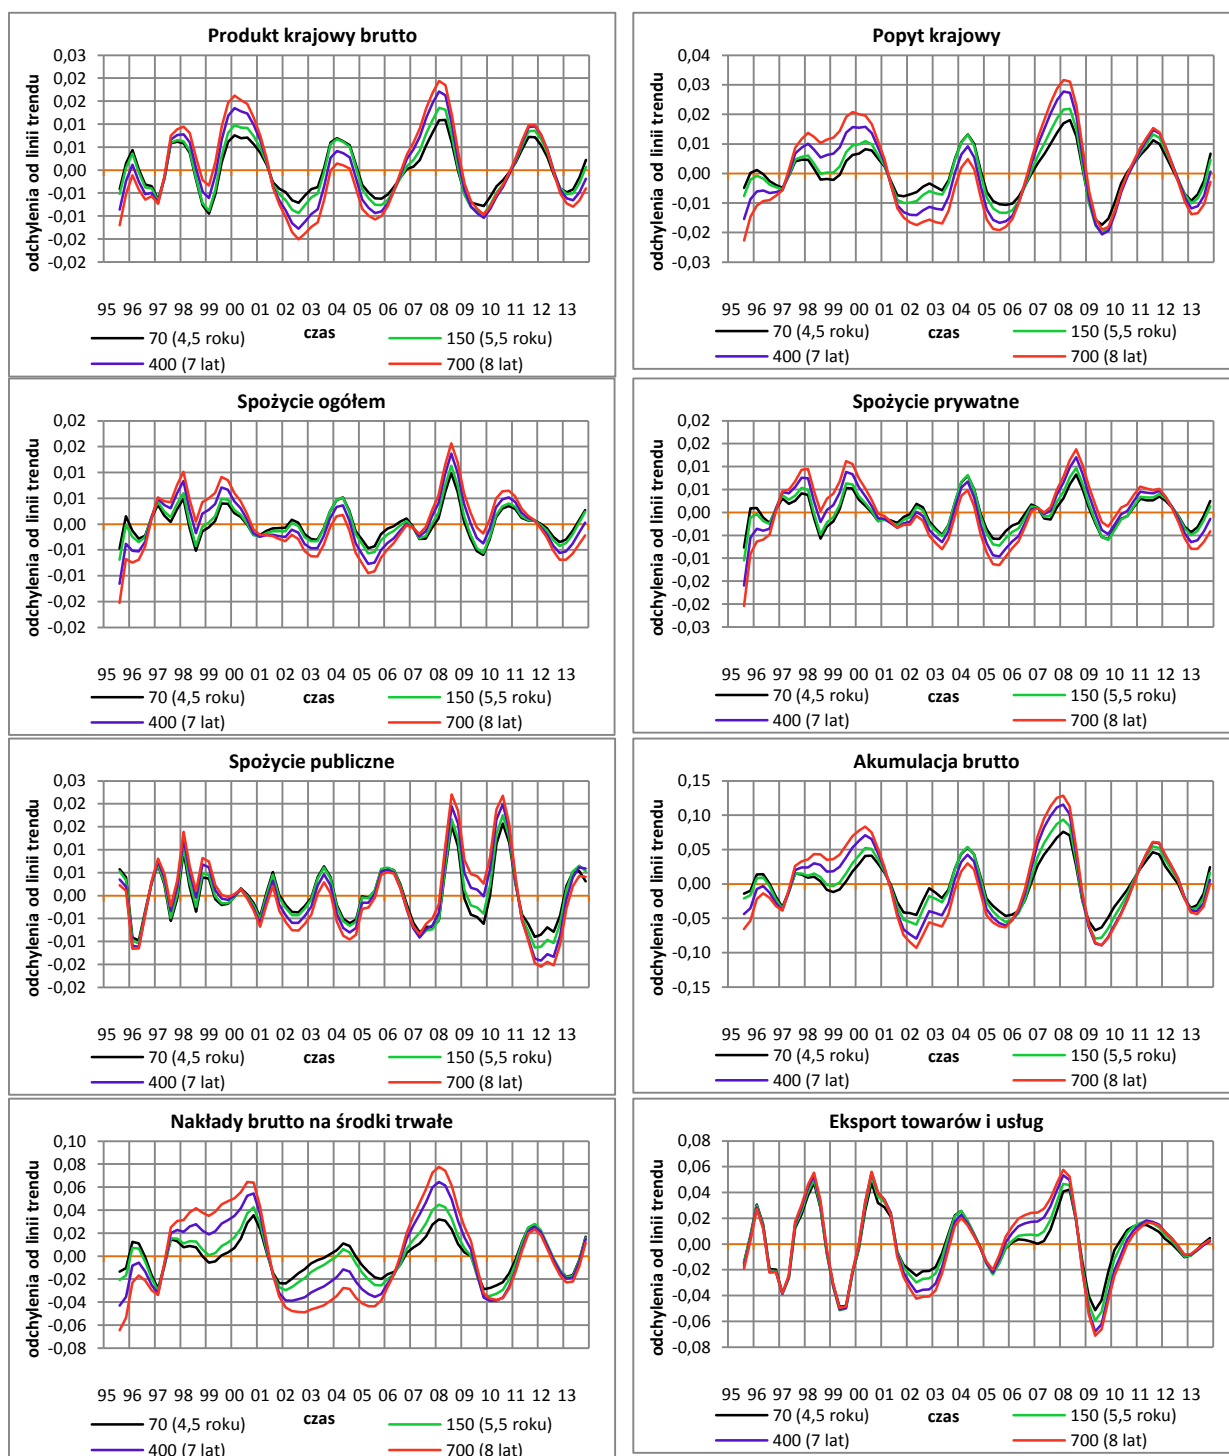 Produkt krajowy brutto
odchylenia od linii trendu
0,03
0,02
0,02
0,01
0,01
0,00
-0,01
-0,01
-0,02
-0,02
95 96 97 98 99 00 01 02 03 04 05 06 07 08 09 10 11 12 13
czas
70 (4,5 roku) 150 (5,5 roku)
400 (7 lat) 700 (8 lat)
Popyt krajowy
odchylenia od linii trendu
0,04
0,03
0,02
0,01
0,00
-0,01
-0,02
-0,03
95 96 97 98 99 00 01 02 03 04 05 06 07 08 09 10 11 12 13
czas
70 (4,5 roku) 150 (5,5 roku)
400 (7 lat) 700 (8 lat)
Spożycie ogółem
odchylenia od linii trendu
0,02
0,02
0,01
0,01
0,00
-0,01
-0,01
-0,02
-0,02
95 96 97 98 99 00 01 02 03 04 05 06 07 08 09 10 11 12 13
70 (4,5 roku) czas 150 (5,5 roku)
400 (7 lat) 700 (8 lat)
Spożycie prywatne
odchylenia od linii trendu
0,02
0,02
0,01
0,01
0,00
-0,01
-0,01
-0,02
-0,02
-0,03
95 96 97 98 99 00 01 02 03 04 05 06 07 08 09 10 11 12 13
70 (4,5 roku) czas 150 (5,5 roku)
400 (7 lat) 700 (8 lat)
Spożycie publiczne
odchylenia od linii trendu
0,03
0,02
0,02
0,01
0,01
0,00
-0,01
-0,01
-0,02
-0,02
95 96 97 98 99 00 01 02 03 04 05 06 07 08 09 10 11 12 13
70 (4,5 roku) czas 150 (5,5 roku)
400 (7 lat) 700 (8 lat)
Akumulacja brutto
odchylenia od linii trendu
0,15
0,10
0,05
0,00
-0,05
-0,10
-0,15
95 96 97 98 99 00 01 02 03 04 05 06 07 08 09 10 11 12 13
70 (4,5 roku) czas 150 (5,5 roku)
400 (7 lat) 700 (8 lat)
Nakłady brutto na środki trwałe
odchylenia od linii trendu
0,10
0,08
0,06
0,04
0,02
0,00
-0,02
-0,04
-0,06
-0,08
95 96 97 98 99 00 01 02 03 04 05 06 07 08 09 10 11 12 13
70 (4,5 roku) czas 150 (5,5 roku)
400 (7 lat) 700 (8 lat)
Eksport towarów i usług
odchylenia od linii trendu
0,08
0,06
0,04
0,02
0,00
-0,02
-0,04
-0,06
-0,08
95 96 97 98 99 00 01 02 03 04 05 06 07 08 09 10 11 12 13
70 (4,5 roku) czas 150 (5,5 roku)
400 (7 lat) 700 (8 lat)